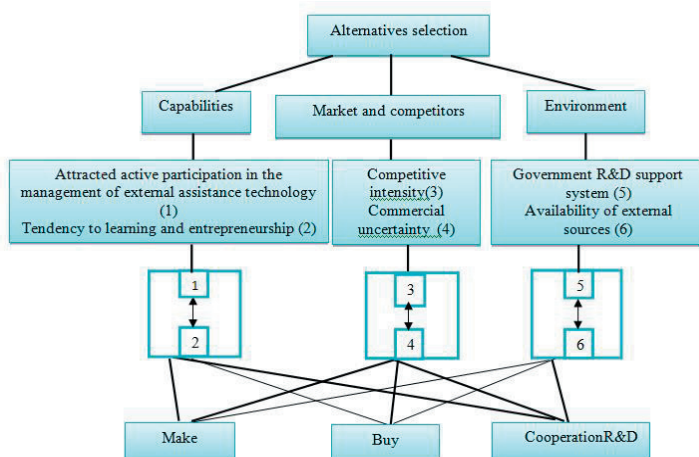 Alternatives selection
Capabilities
Market and competitors
Environment
Attracted active participation in the
management of external assistance technology
(1)
Tendency to learning and entrepreneurship (2)
Competitive
intensity(3)
Commercial
uncertainty (4)
Government R&D support
system (5)
Availability of external
sources (6)
1
3
5
2
4
6
Make
Buy
CooperationR&D